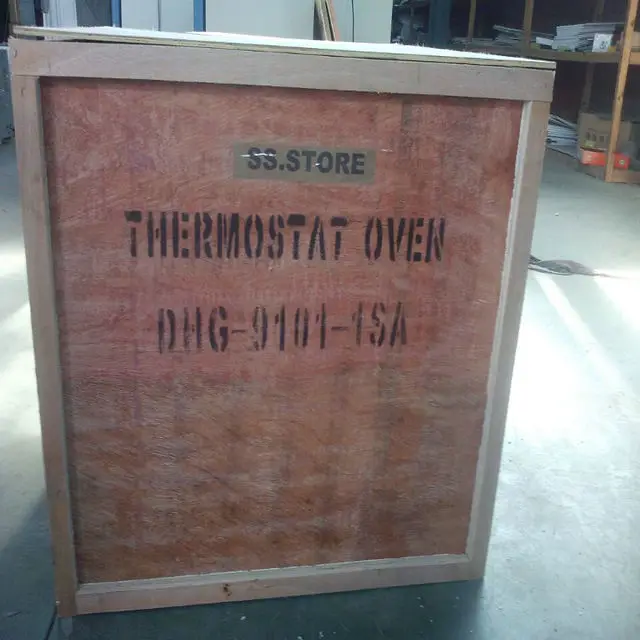 SS.STORE
THERMOSTAT OVEN
DHG-9101-1SA